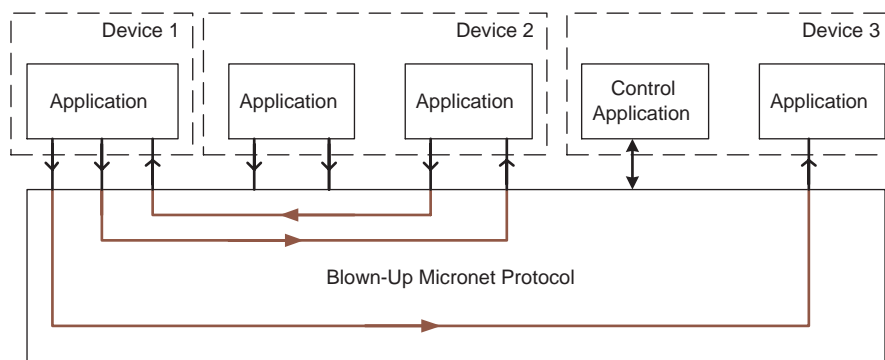 Device 1
Device 2
Device 3
Application
Application
Application
Control
Application
Application
Blown-Up Micronet Protocol